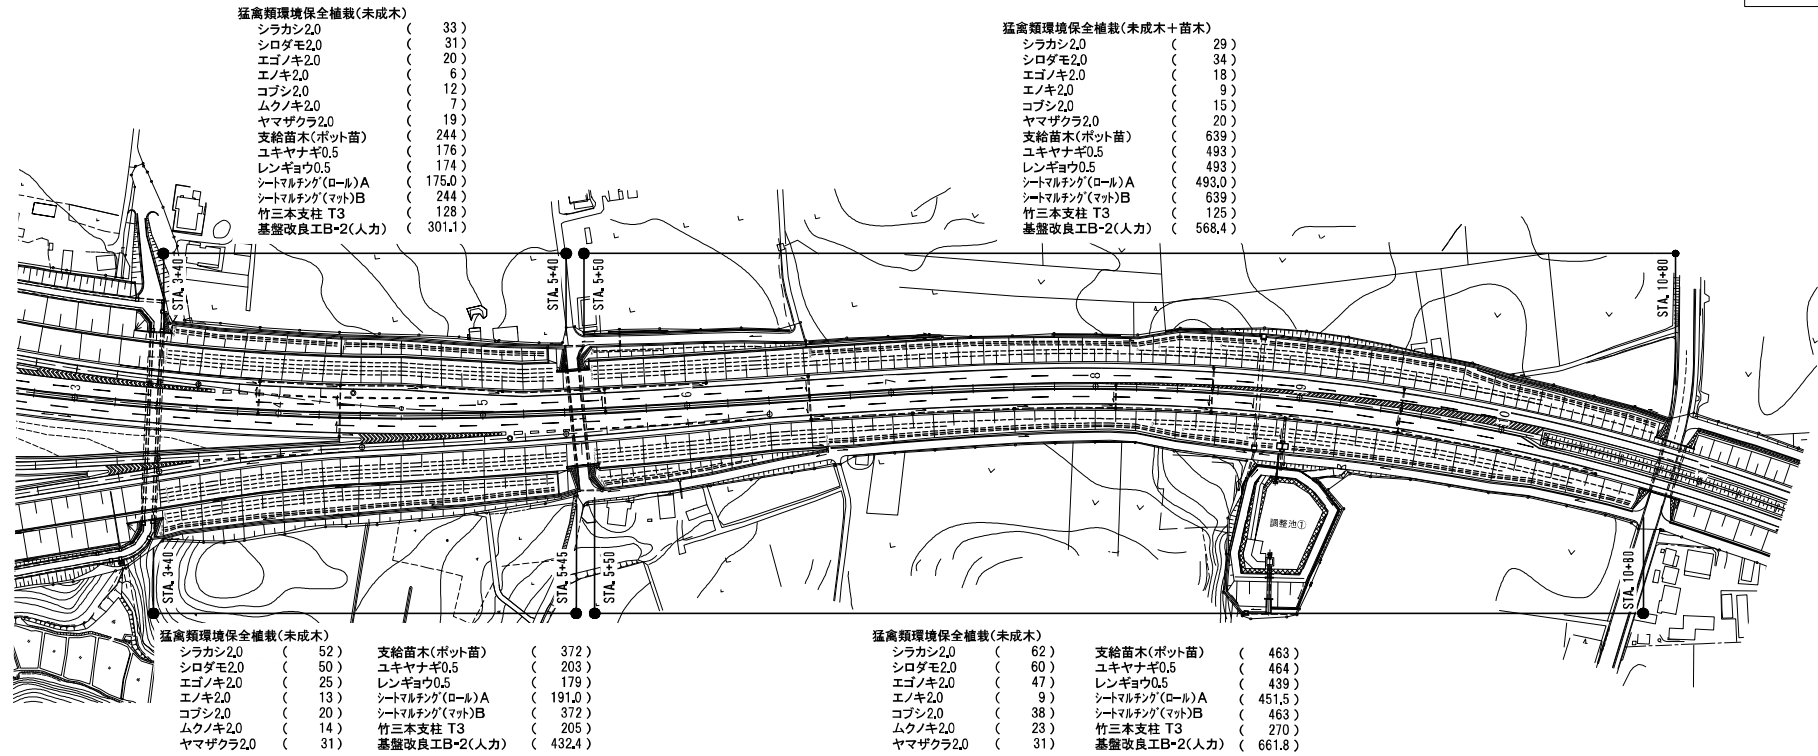 猛禽類環境保全植栽(未成木)
シラカシ2.0 ( 33 )
シロダモ2.0 ( 31 )
エゴノキ2.0 ( 20 )
エノキ2.0 ( 6 )
コブシ2.0 ( 12 )
ムクノキ2.0 ( 7 )
ヤマザクラ2.0 ( 19 )
支給苗木(ポット苗) ( 244 )
ユキヤナギ0.5 ( 176 )
レンギョウ0.5 ( 174 )
シートマルチング(ロール)A ( 175.0 )
シートマルチング(マット)B ( 244 )
竹三本支柱 T3 ( 128 )
基盤改良工B-2(人力) ( 301.1 )
猛禽類環境保全植栽(未成木+苗木)
シラカシ2.0 ( 29 )
シロダモ2.0 ( 34 )
エゴノキ2.0 ( 18 )
エノキ2.0 ( 9 )
コブシ2.0 ( 15 )
ヤマザクラ2.0 ( 20 )
支給苗木(ポット苗) ( 639 )
ユキヤナギ0.5 ( 493 )
レンギョウ0.5 ( 493 )
シートマルチング(ロール)A ( 493.0 )
シートマルチング(マット)B ( 639 )
竹三本支柱 T3 ( 125 )
基盤改良工B-2(人力) ( 568.4 )
STA. 3+40
STA. 5+40
STA. 5+50
STA. 10+80
3
4
5
6
7
8
9
10
調整池①
STA. 3+40
STA. 5+45
STA. 5+50
STA. 10+80
猛禽類環境保全植栽(未成木)
シラカシ2.0 ( 52 ) 支給苗木(ポット苗) ( 372 )
シロダモ2.0 ( 50 ) ユキヤナギ0.5 ( 203 )
エゴノキ2.0 ( 25 ) レンギョウ0.5 ( 179 )
エノキ2.0 ( 13 ) シートマルチング(ロール)A ( 191.0 )
コブシ2.0 ( 20 ) シートマルチング(マット)B ( 372 )
ムクノキ2.0 ( 14 ) 竹三本支柱 T3 ( 205 )
ヤマザクラ2.0 ( 31 ) 基盤改良工B-2(人力) ( 432.4 )
猛禽類環境保全植栽(未成木)
シラカシ2.0 ( 62 ) 支給苗木(ポット苗) ( 463 )
シロダモ2.0 ( 60 ) ユキヤナギ0.5 ( 464 )
エゴノキ2.0 ( 47 ) レンギョウ0.5 ( 439 )
エノキ2.0 ( 9 ) シートマルチング(ロール)A ( 451.5 )
コブシ2.0 ( 38 ) シートマルチング(マット)B ( 463 )
ムクノキ2.0 ( 23 ) 竹三本支柱 T3 ( 270 )
ヤマザクラ2.0 ( 31 ) 基盤改良工B-2(人力) ( 661.8 )